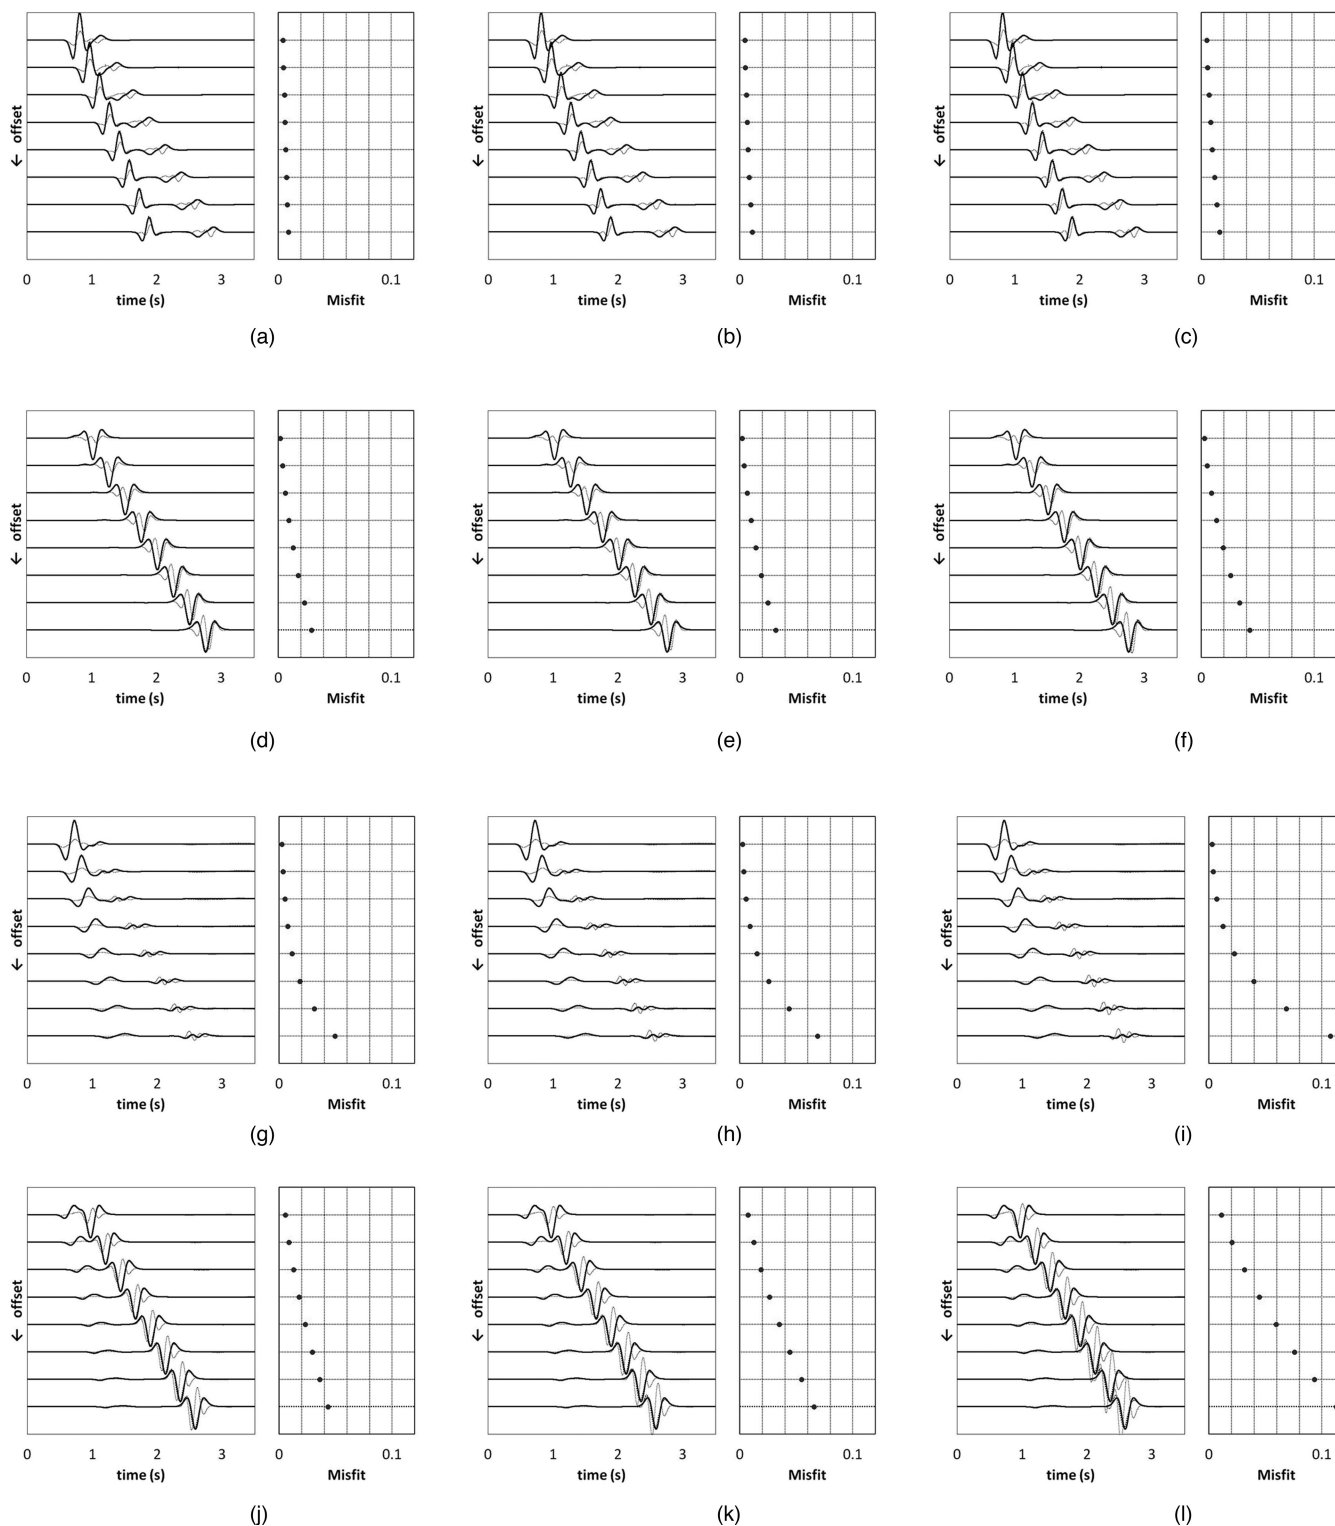 ← offset
0 1 2 3 0 0.1
time (s) Misfit
(a)
← offset
0 1 2 3 0 0.1
time (s) Misfit
(b)
← offset
0 1 2 3 0 0.1
time (s) Misfit
(c)
← offset
0 1 2 3 0 0.1
time (s) Misfit
(d)
← offset
0 1 2 3 0 0.1
time (s) Misfit
(e)
← offset
0 1 2 3 0 0.1
time (s) Misfit
(f)
← offset
0 1 2 3 0 0.1
time (s) Misfit
(g)
← offset
0 1 2 3 0 0.1
time (s) Misfit
(h)
← offset
0 1 2 3 0 0.1
time (s) Misfit
(i)
← offset
0 1 2 3 0 0.1
time (s) Misfit
(j)
← offset
0 1 2 3 0 0.1
time (s) Misfit
(k)
← offset
0 1 2 3 0 0.1
time (s) Misfit
(l)